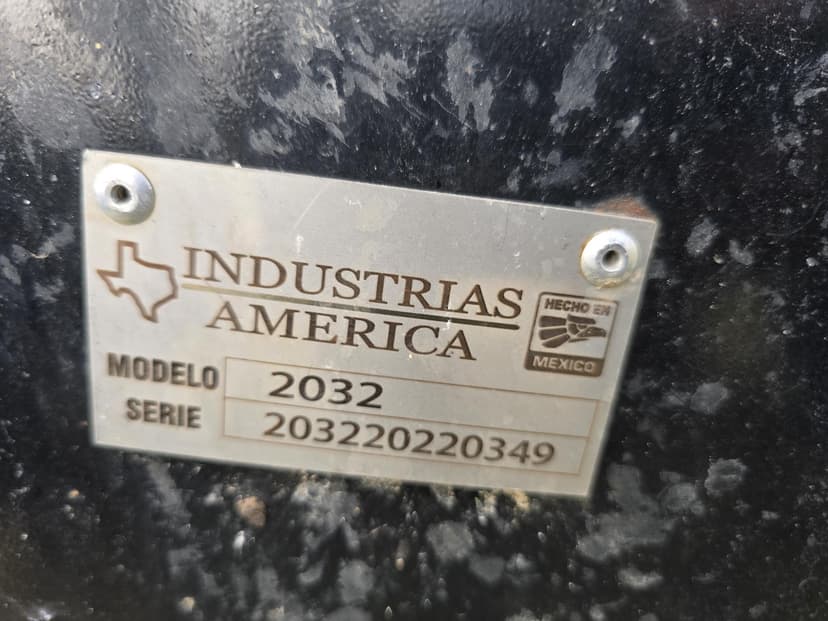 INDUSTRIAS
AMERICA
HECHO EN
MEXICO
MODELO 2032
SERIE 203220220349